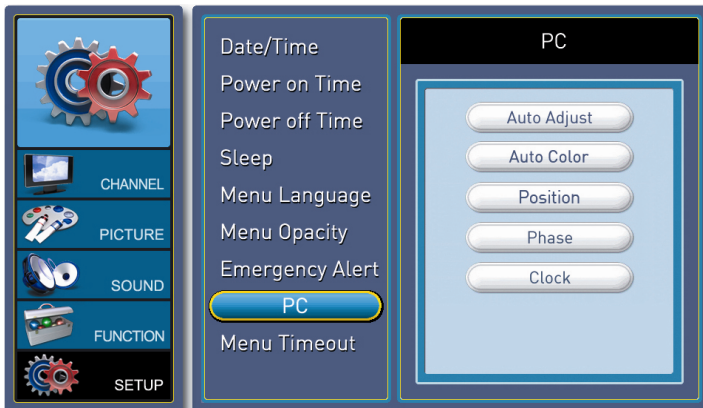 CHANNEL
PICTURE
SOUND
FUNCTION
SETUP
Date/Time
Power on Time
Power off Time
Sleep
Menu Language
Menu Opacity
Emergency Alert
PC
Menu Timeout
PC
Auto Adjust
Auto Color
Position
Phase
Clock